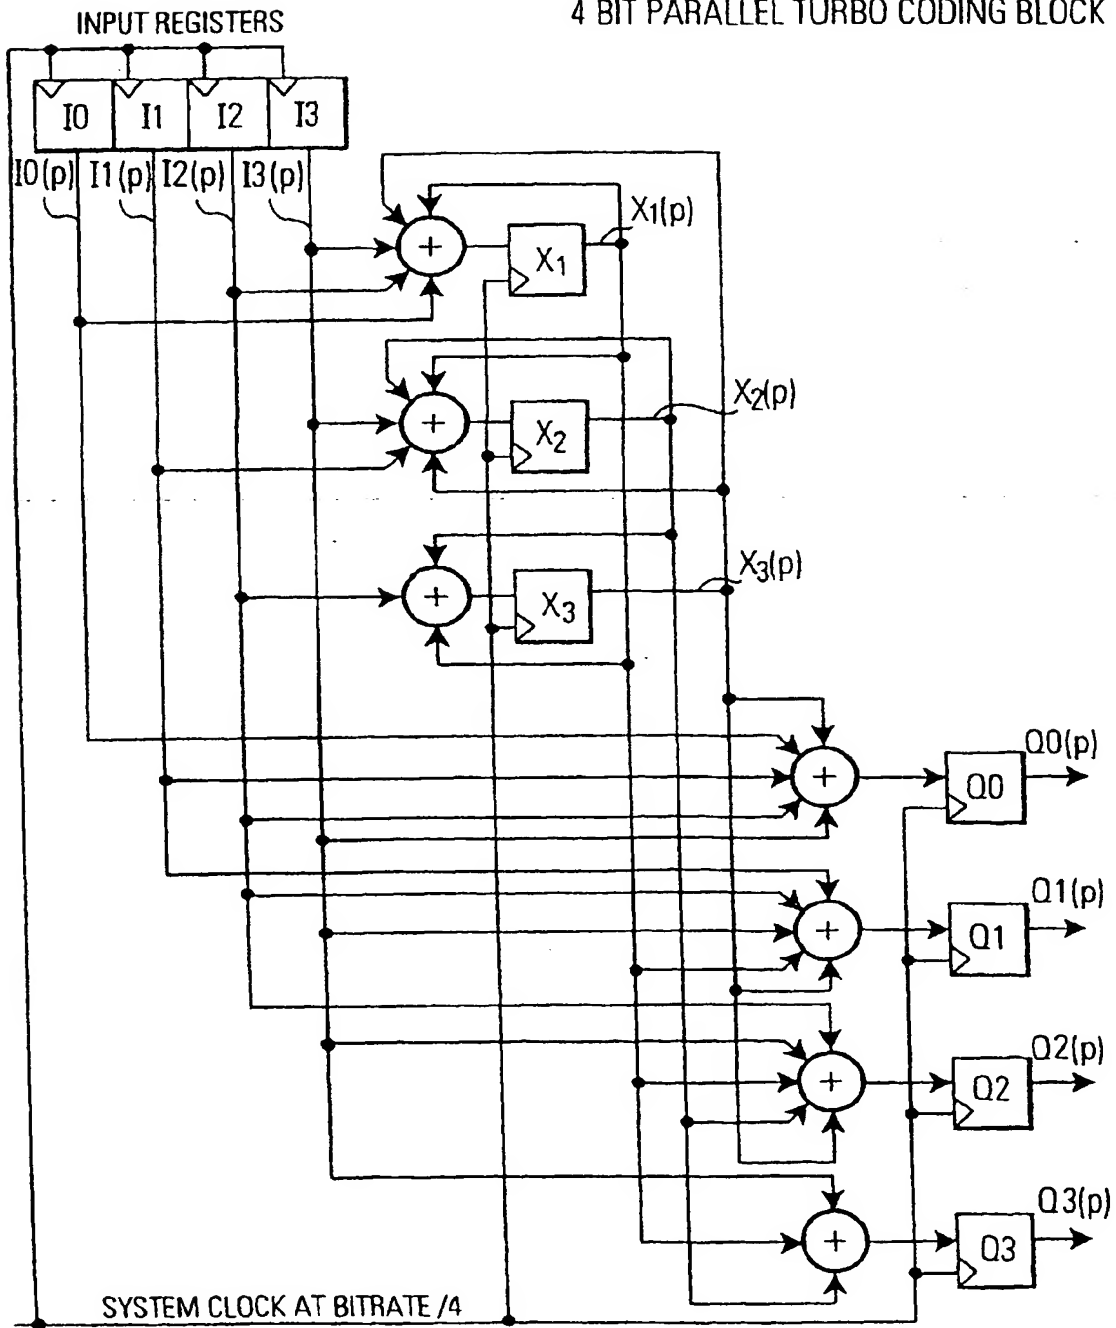 4 BIT PARALLEL TURBO CODING BLOCK
INPUT REGISTERS
I0 I1 I2 I3
I0(p) I1(p) I2(p) I3(p)
+ X1 X1(p)
+ X2 X2(p)
+ X3 X3(p)
+ Q0 Q0(p)
+ Q1 Q1(p)
+ Q2 Q2(p)
+ Q3 Q3(p)
SYSTEM CLOCK AT BITRATE /4